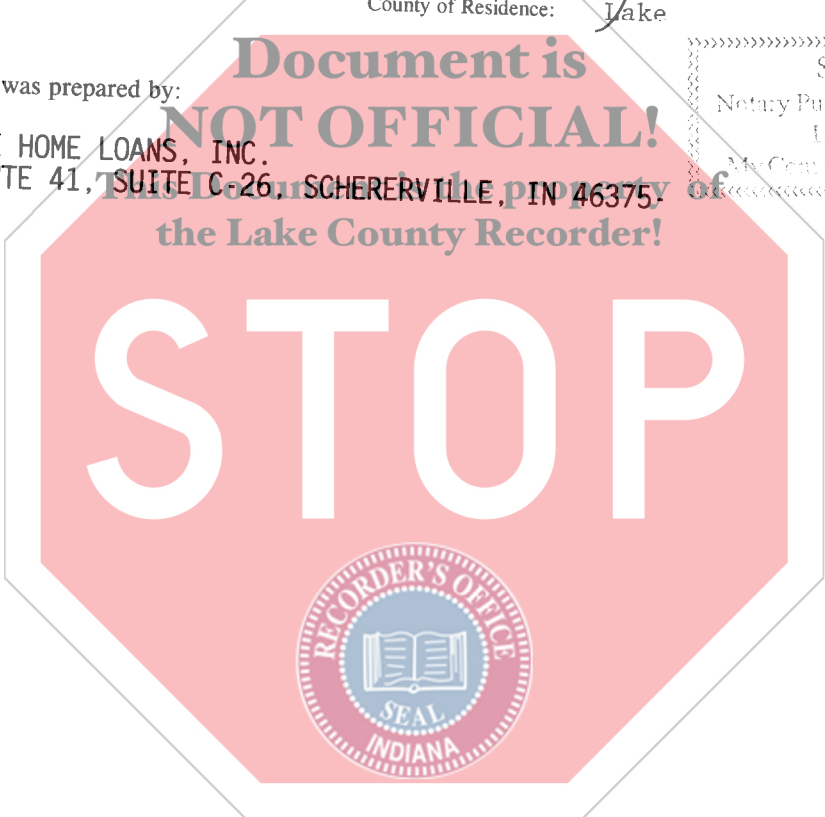 County of Residence: Lake
Document is
was prepared by:
Notary Pu
NOT OFFICIAL!
HOME LOANS, INC.
TE 41, SUITE C-26, SCHERERVILLE, IN 46375
This Document is the property of
the Lake County Recorder!
STOP
RECORDER'S OFFICE
SEAL
INDIANA